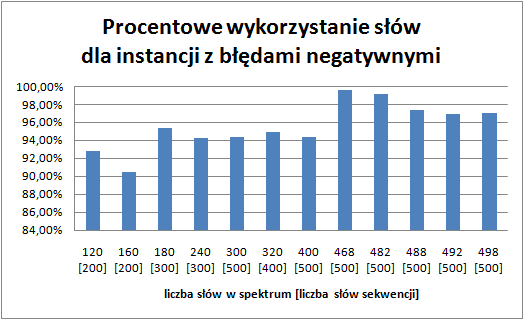 Procentowe wykorzystanie słów
dla instancji z błędami negatywnymi
100,00%
98,00%
96,00%
94,00%
92,00%
90,00%
88,00%
86,00%
84,00%
120 160 180 240 300 320 400 468 482 488 492 498
[200] [200] [300] [300] [500] [400] [500] [500] [500] [500] [500] [500]
liczba słów w spektrum [liczba słów sekwencji]